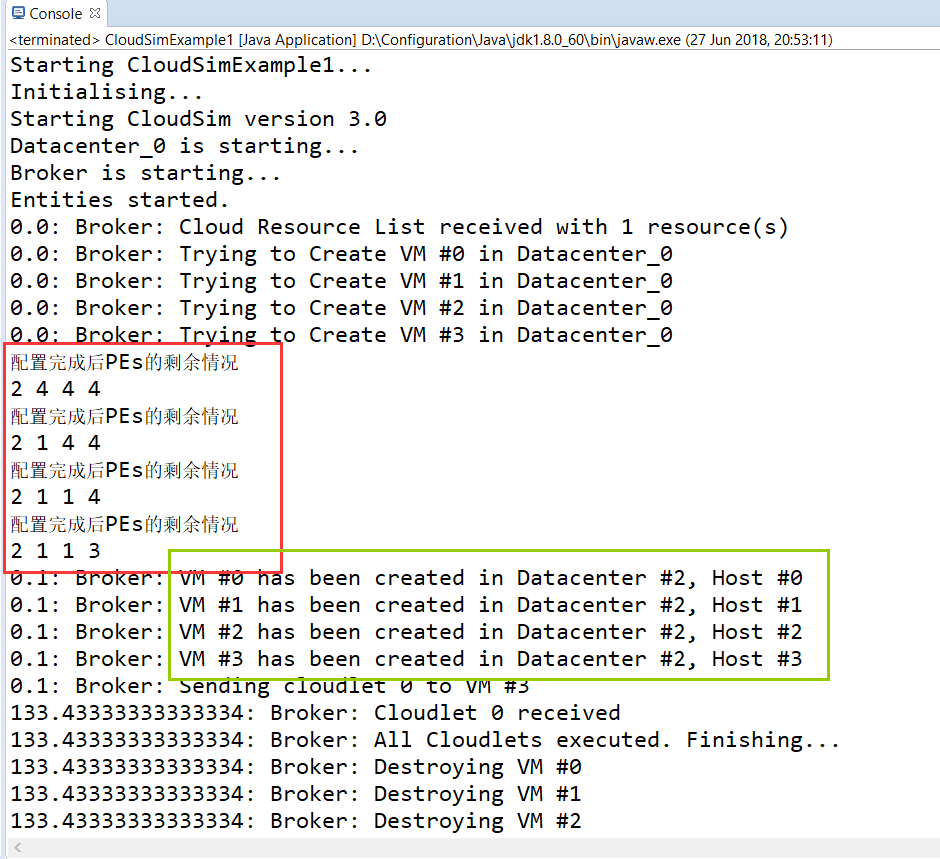 Console
<terminated> CloudSimExample1 [Java Application] D:\Configuration\Java\jdk1.8.0_60\bin\javaw.exe (27 Jun 2018, 20:53:11)
Starting CloudSimExample1...
Initialising...
Starting CloudSim version 3.0
Datacenter_0 is starting...
Broker is starting...
Entities started.
0.0: Broker: Cloud Resource List received with 1 resource(s)
0.0: Broker: Trying to Create VM #0 in Datacenter_0
0.0: Broker: Trying to Create VM #1 in Datacenter_0
0.0: Broker: Trying to Create VM #2 in Datacenter_0
0.0: Broker: Trying to Create VM #3 in Datacenter_0
配置完成后PEs的剩余情况
2 4 4 4
配置完成后PEs的剩余情况
2 1 4 4
配置完成后PEs的剩余情况
2 1 1 4
配置完成后PEs的剩余情况
2 1 1 3
0.1: Broker: VM #0 has been created in Datacenter #2, Host #0
0.1: Broker: VM #1 has been created in Datacenter #2, Host #1
0.1: Broker: VM #2 has been created in Datacenter #2, Host #2
0.1: Broker: VM #3 has been created in Datacenter #2, Host #3
0.1: Broker: Sending cloudlet 0 to VM #3
133.43333333333334: Broker: Cloudlet 0 received
133.43333333333334: Broker: All Cloudlets executed. Finishing...
133.43333333333334: Broker: Destroying VM #0
133.43333333333334: Broker: Destroying VM #1
133.43333333333334: Broker: Destroying VM #2